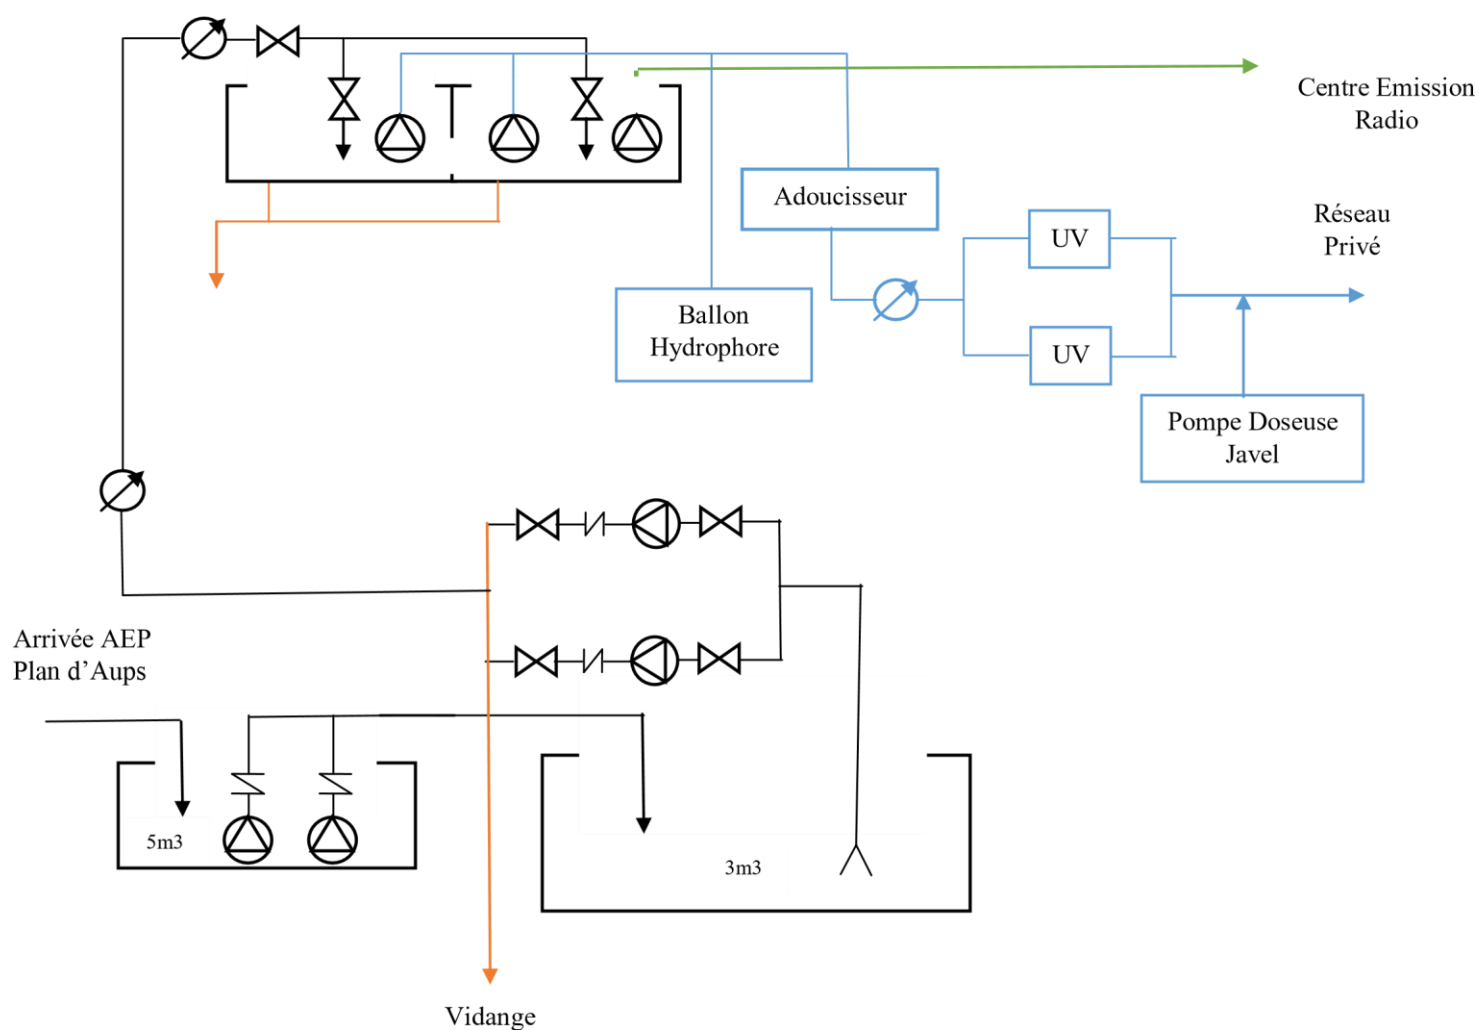 Centre Emission
Radio
Adoucisseur
Réseau
Privé
UV
Ballon
Hydrophore
UV
Pompe Doseuse
Javel
Arrivée AEP
Plan d’Aups
5m3
3m3
Vidange